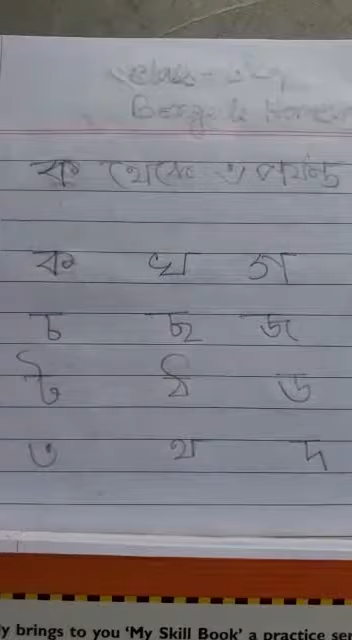 ক থেকে ঙ পর্যন্ত
ক খ গ
চ ছ জ
ট ঠ ড
ত থ দ
brings to you 'My Skill Book' a practice